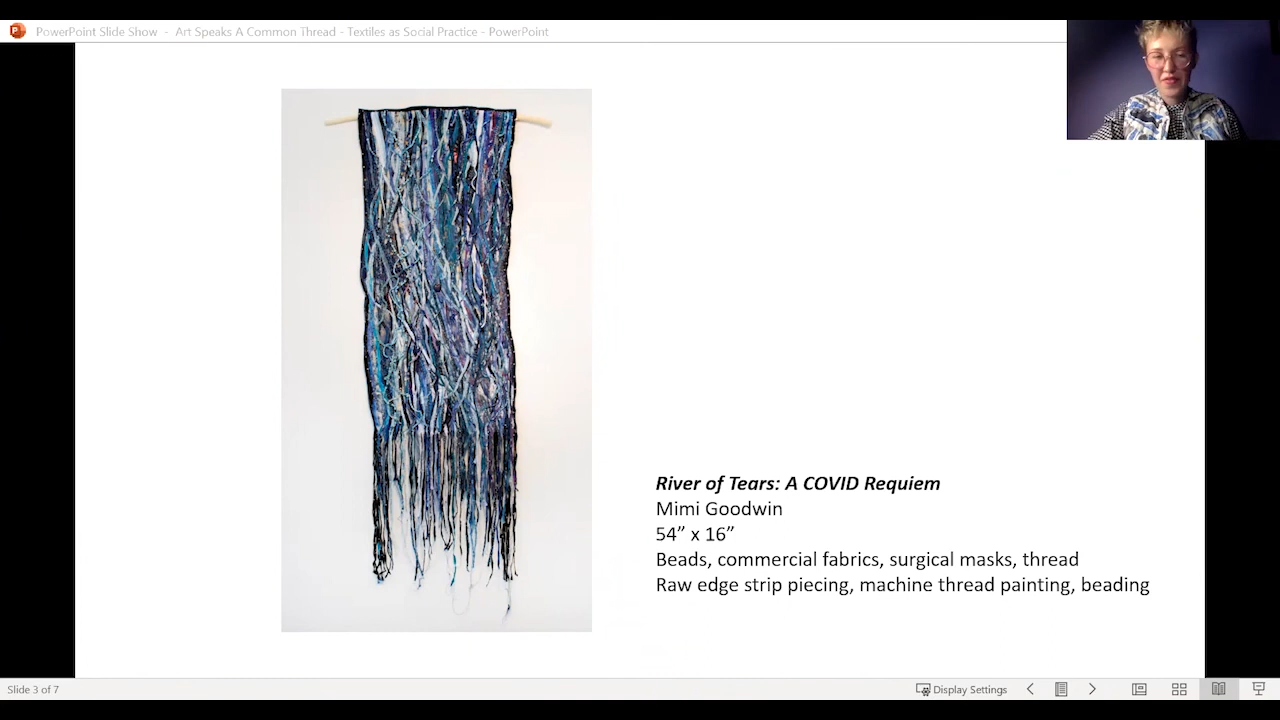 PowerPoint Slide Show - Art Speaks A Common Thread - Textiles as Social Practice - PowerPoint
River of Tears: A COVID Requiem
Mimi Goodwin
54” x 16”
Beads, commercial fabrics, surgical masks, thread
Raw edge strip piecing, machine thread painting, beading
Slide 3 of 7
Display Settings